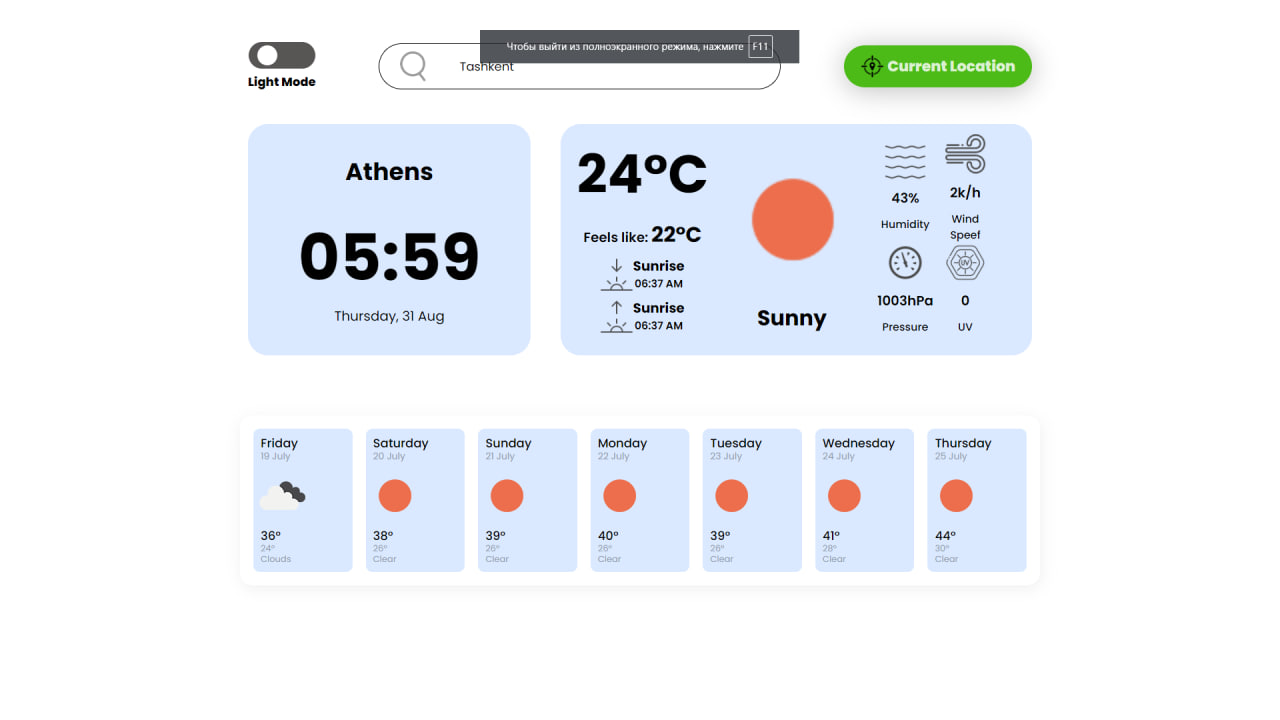 Чтобы выйти из полноэкранного режима, нажмите F11
Light Mode
Tashkent
Current Location
Athens
05:59
Thursday, 31 Aug
24°C
Feels like: 22°C
Sunrise
06:37 AM
Sunrise
06:37 AM
Sunny
43%
Humidity
2k/h
Wind
Speef
1003hPa
Pressure
UV
0
UV
Friday
19 July
36°
24°
Clouds
Saturday
20 July
38°
26°
Clear
Sunday
21 July
39°
26°
Clear
Monday
22 July
40°
26°
Clear
Tuesday
23 July
39°
26°
Clear
Wednesday
24 July
41°
28°
Clear
Thursday
25 July
44°
30°
Clear